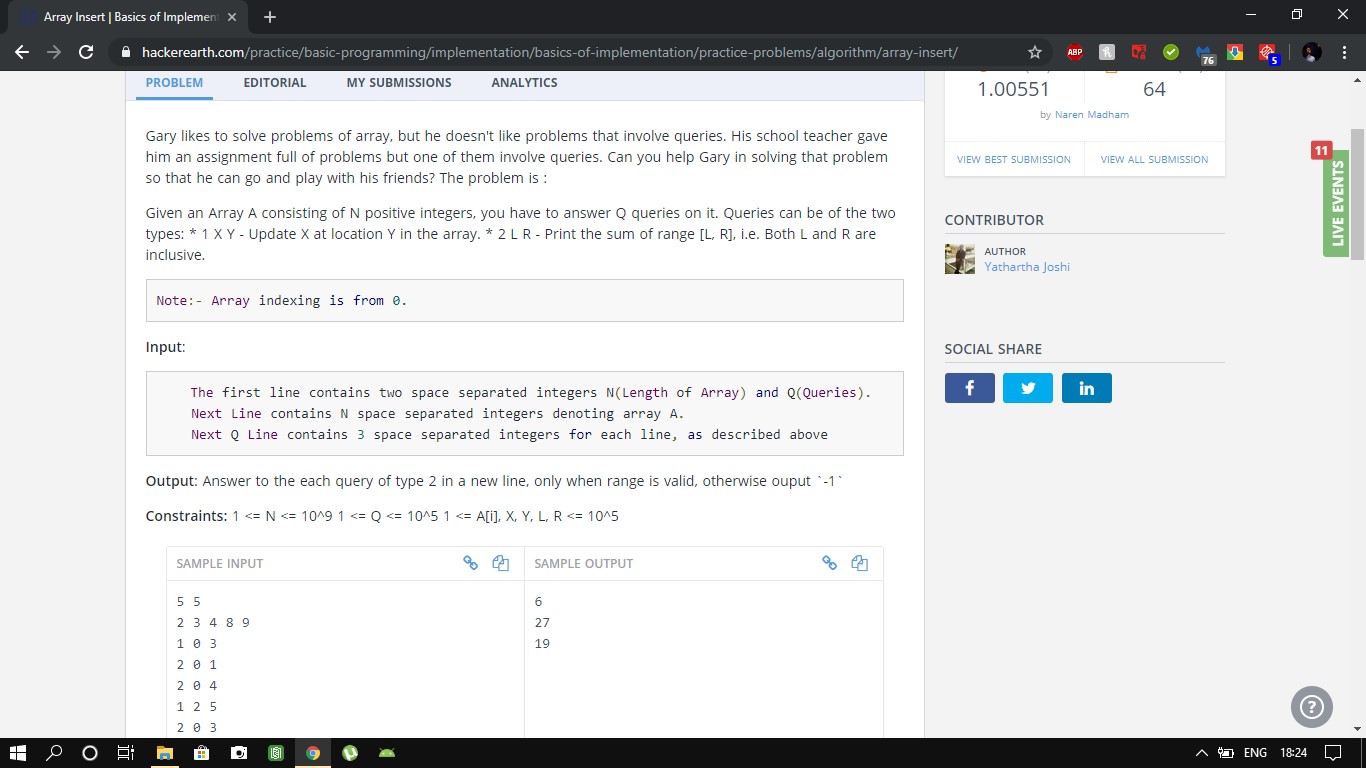 Array Insert | Basics of Implemen
hackerearth.com/practice/basic-programming/implementation/basics-of-implementation/practice-problems/algorithm/array-insert/
ABP
76
5
PROBLEM EDITORIAL MY SUBMISSIONS ANALYTICS
Gary likes to solve problems of array, but he doesn't like problems that involve queries. His school teacher gave
him an assignment full of problems but one of them involve queries. Can you help Gary in solving that problem
so that he can go and play with his friends? The problem is :
Given an Array A consisting of N positive integers, you have to answer Q queries on it. Queries can be of the two
types: * 1 X Y - Update X at location Y in the array. * 2 L R - Print the sum of range [L, R], i.e. Both L and R are
inclusive.
Note:- Array indexing is from 0.
Input:
The first line contains two space separated integers N(Length of Array) and Q(Queries).
Next Line contains N space separated integers denoting array A.
Next Q Line contains 3 space separated integers for each line, as described above
Output: Answer to the each query of type 2 in a new line, only when range is valid, otherwise ouput `-1`
Constraints: 1 <= N <= 10^9 1 <= Q <= 10^5 1 <= A[i], X, Y, L, R <= 10^5
SAMPLE INPUT
5 5
2 3 4 8 9
1 0 3
2 0 1
2 0 4
1 2 5
2 0 3
SAMPLE OUTPUT
6
27
19
1.00551 64
by Naren Madham
VIEW BEST SUBMISSION VIEW ALL SUBMISSION
CONTRIBUTOR
AUTHOR
Yathartha Joshi
SOCIAL SHARE
11
LIVE EVENTS
?
ENG 18:24